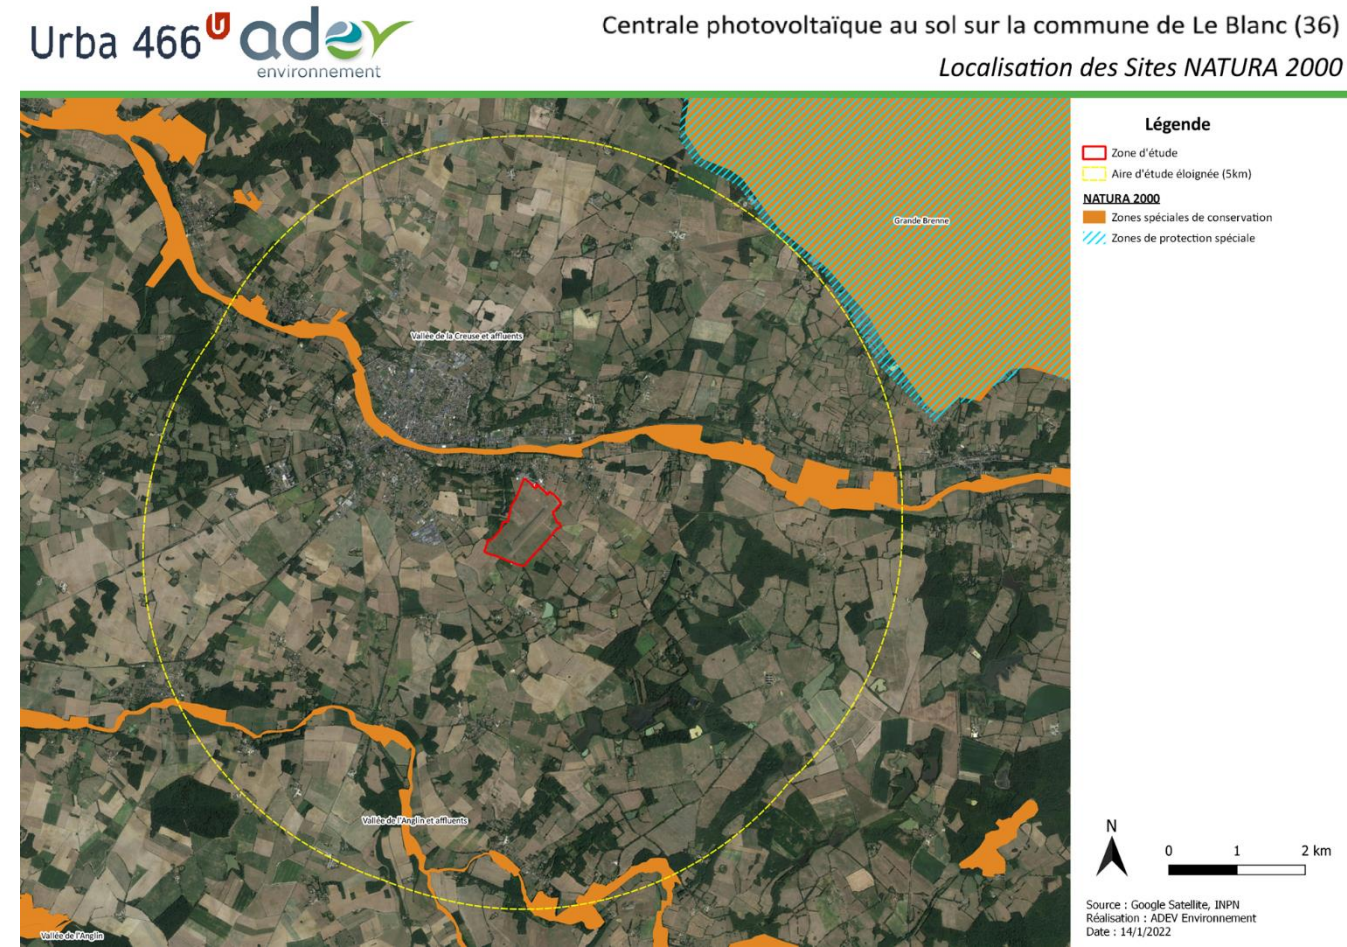 Urba 466
adev
environnement
Centrale photovoltaïque au sol sur la commune de Le Blanc (36)
Localisation des Sites NATURA 2000
Légende
Zone d'étude
Aire d'étude éloignée (5km)
NATURA 2000
Zones spéciales de conservation
Zones de protection spéciale
Grande Brenne
Vallée de la Creuse et affluents
Vallée de l'Anglin et affluents
Vallée de l'Anglin
N
0 1 2 km
Source : Google Satellite, INPN
Réalisation : ADEV Environnement
Date : 14/1/2022